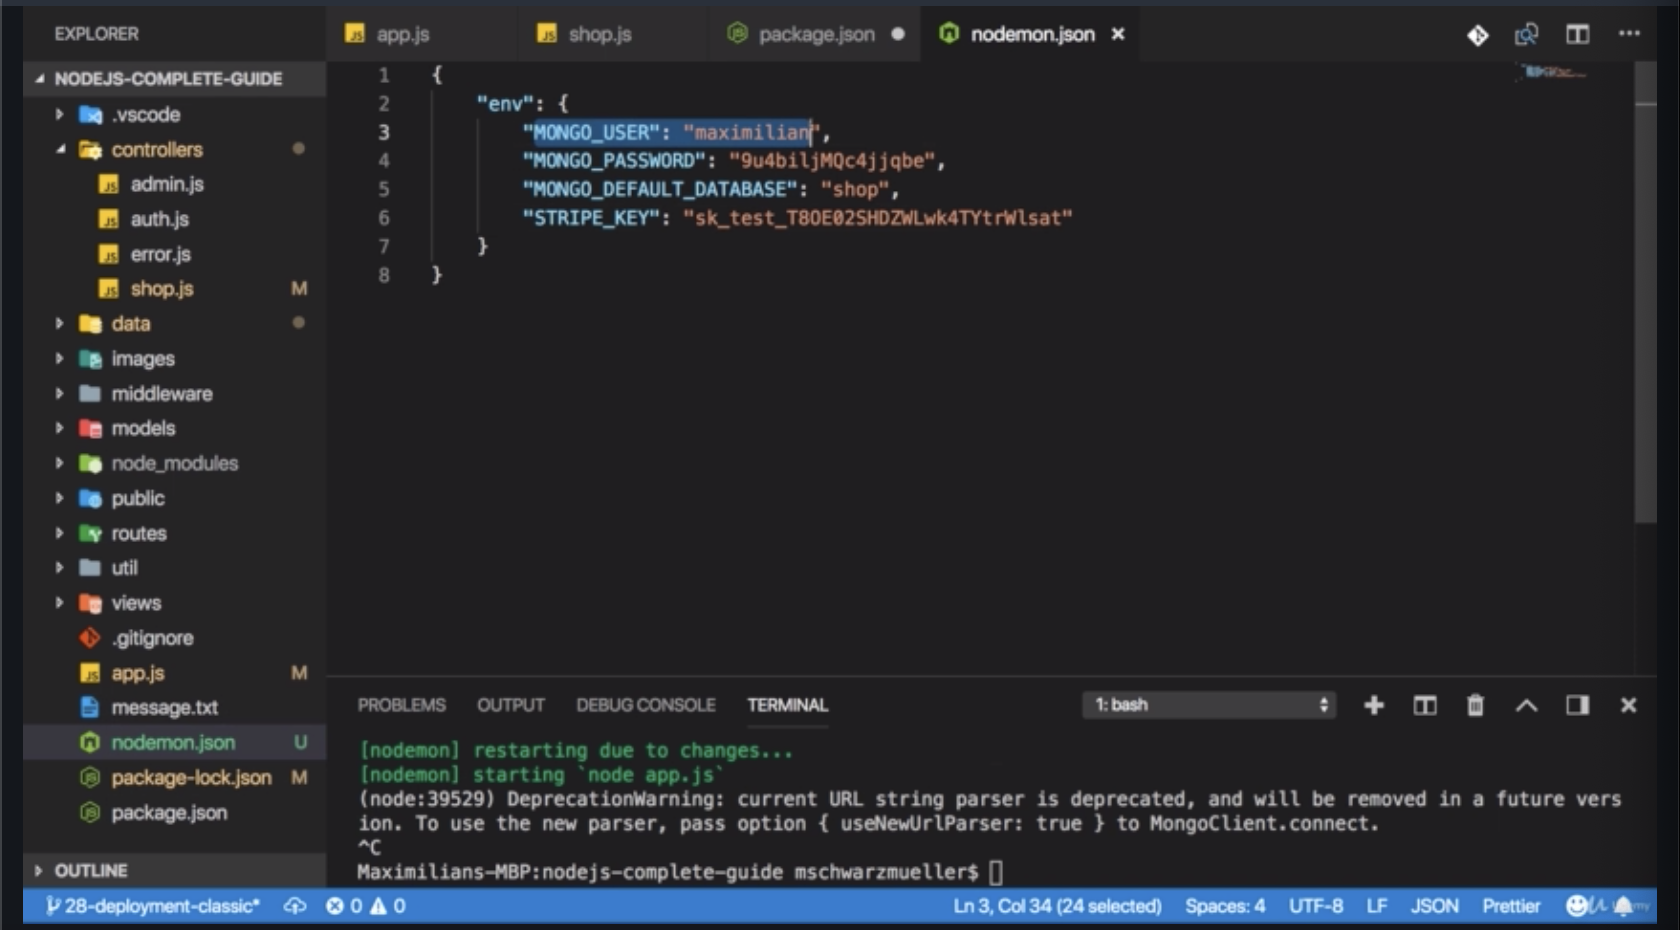 EXPLORER
app.js
shop.js
package.json
nodemon.json
NODEJS-COMPLETE-GUIDE
.vscode
controllers
admin.js
auth.js
error.js
shop.js M
data
images
middleware
models
node_modules
public
routes
util
views
.gitignore
app.js M
message.txt
nodemon.json U
package-lock.json M
package.json
OUTLINE
1 {
2 "env": {
3 "MONGO_USER": "maximilian",
4 "MONGO_PASSWORD": "9u4biljMQc4jjqbe",
5 "MONGO_DEFAULT_DATABASE": "shop",
6 "STRIPE_KEY": "sk_test_T80E02SHDZWLwk4TYtrWlsat"
7 }
8 }
PROBLEMS OUTPUT DEBUG CONSOLE TERMINAL 1: bash
[nodemon] restarting due to changes...
[nodemon] starting `node app.js`
(node:39529) DeprecationWarning: current URL string parser is deprecated, and will be removed in a future vers
ion. To use the new parser, pass option { useNewUrlParser: true } to MongoClient.connect.
^C
Maximilians-MBP:nodejs-complete-guide mschwarzmueller$
28-deployment-classic* 0 0 Ln 3, Col 34 (24 selected) Spaces: 4 UTF-8 LF JSON Prettier